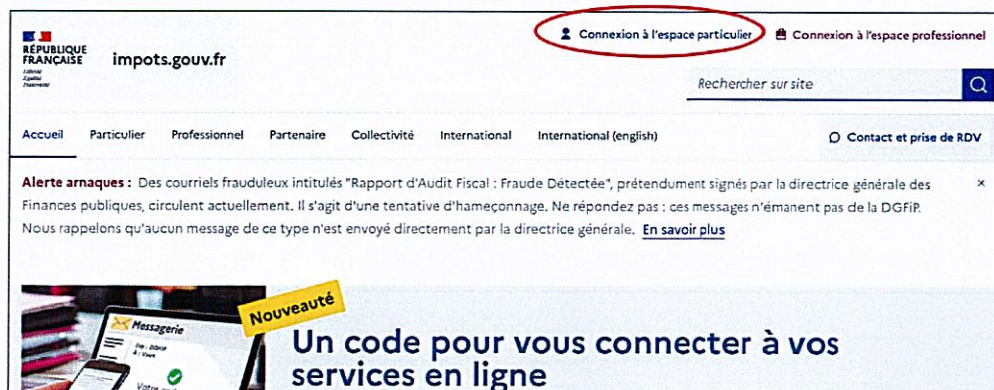 RÉPUBLIQUE
FRANÇAISE
Liberté
Égalité
Fraternité
impots.gouv.fr
Connexion à l'espace particulier
Connexion à l'espace professionnel
Rechercher sur site
Accueil Particulier Professionnel Partenaire Collectivité International International (english) Contact et prise de RDV
Alerte arnaques : Des courriels frauduleux intitulés "Rapport d'Audit Fiscal : Fraude Détectée", prétendument signés par la directrice générale des
Finances publiques, circulent actuellement. Il s'agit d'une tentative d'hameçonnage. Ne répondez pas : ces messages n'émanent pas de la DGFiP.
Nous rappelons qu'aucun message de ce type n'est envoyé directement par la directrice générale. En savoir plus
Messagerie
Votre
Nouveauté
Un code pour vous connecter à vos
services en ligne